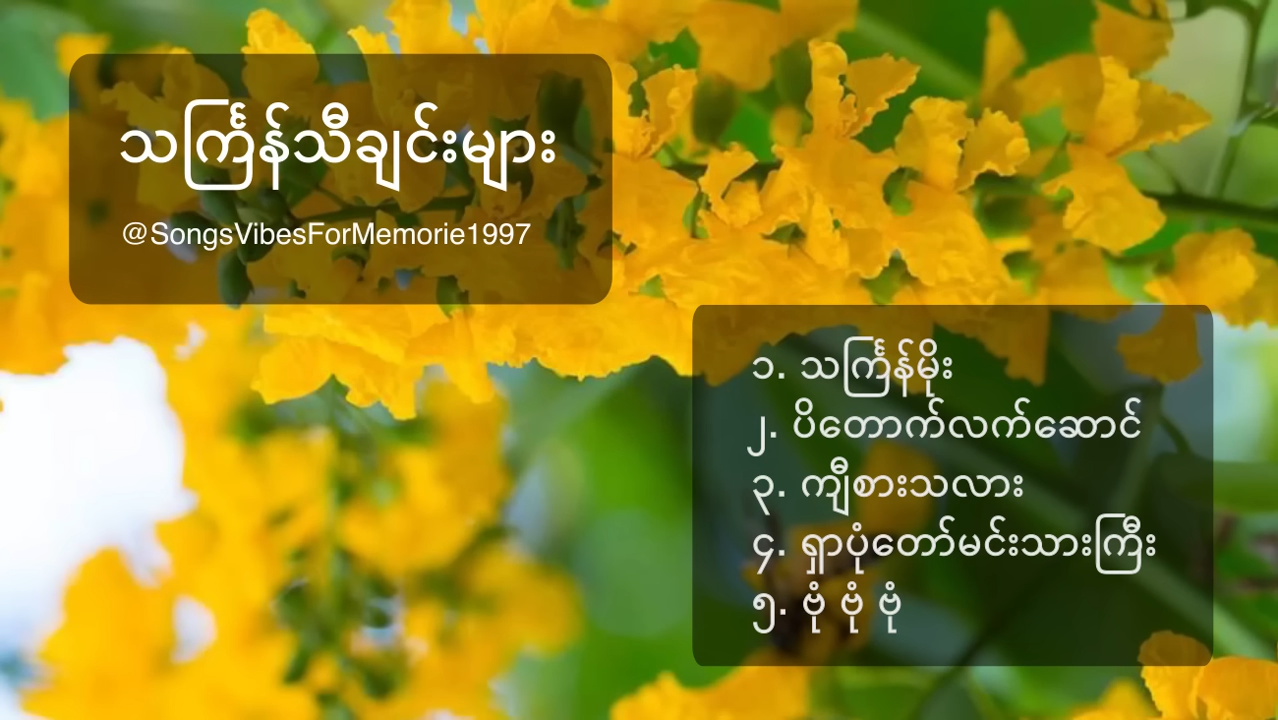 သင်္ကြန်သီချင်းများ
@SongsVibesForMemorie1997
၁. သင်္ကြန်မိုး
၂. ပိတောက်လက်ဆောင်
၃. ကျီစားသလား
၄. ရှာပုံတော်မင်းသားကြီး
၅. ဗုံ ဗုံ ဗုံ